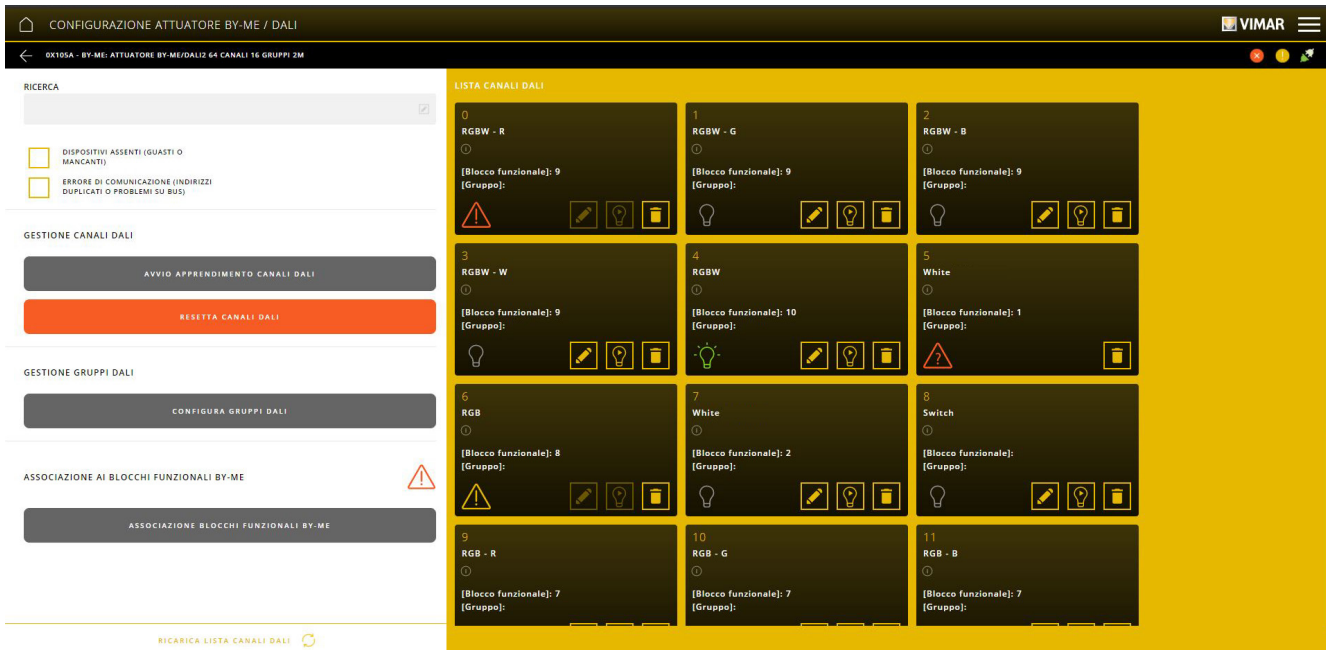 CONFIGURAZIONE ATTUATORE BY-ME / DALI
VIMAR
0X105A - BY-ME: ATTUATORE BY-ME/DALI2 64 CANALI 16 GRUPPI 2M
RICERCA
DISPOSITIVI ASSENTI (GUASTI O
MANCANTI)
ERRORE DI COMUNICAZIONE (INDIRIZZI
DUPLICATI O PROBLEMI SU BUS)
GESTIONE CANALI DALI
AVVIO APPRENDIMENTO CANALI DALI
RESETTA CANALI DALI
GESTIONE GRUPPI DALI
CONFIGURA GRUPPI DALI
ASSOCIAZIONE AI BLOCCHI FUNZIONALI BY-ME
ASSOCIAZIONE BLOCCHI FUNZIONALI BY-ME
RICARICA LISTA CANALI DALI
LISTA CANALI DALI
0
RGBW - R
[Blocco funzionale]: 9
[Gruppo]:
1
RGBW - G
[Blocco funzionale]: 9
[Gruppo]:
2
RGBW - B
[Blocco funzionale]: 9
[Gruppo]:
3
RGBW - W
[Blocco funzionale]: 9
[Gruppo]:
4
RGBW
[Blocco funzionale]: 10
[Gruppo]:
5
White
[Blocco funzionale]: 1
[Gruppo]:
6
RGB
[Blocco funzionale]: 8
[Gruppo]:
7
White
[Blocco funzionale]: 2
[Gruppo]:
8
Switch
[Blocco funzionale]:
[Gruppo]:
9
RGB - R
[Blocco funzionale]: 7
[Gruppo]:
10
RGB - G
[Blocco funzionale]: 7
[Gruppo]:
11
RGB - B
[Blocco funzionale]: 7
[Gruppo]: